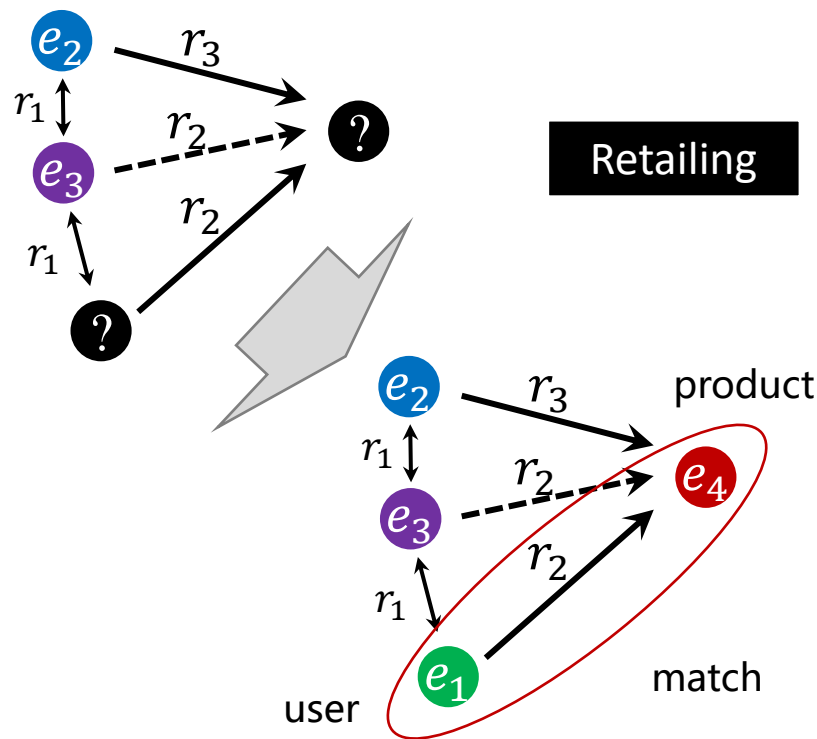 e₂
r₃
r₁
r₂
?
e₃
r₂
r₁
?
Retailing
e₂
r₃
product
r₁
r₂
e₄
e₃
r₂
r₁
e₁
match
user